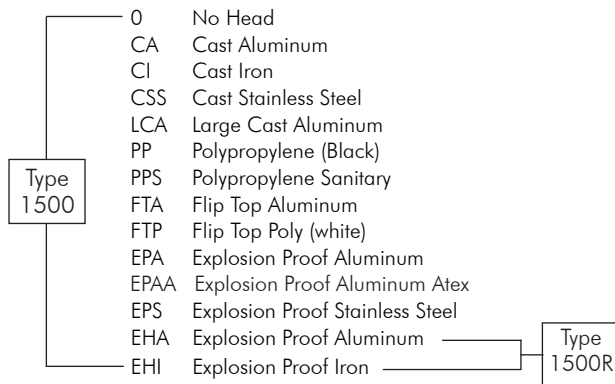 0 No Head
CA Cast Aluminum
CI Cast Iron
CSS Cast Stainless Steel
LCA Large Cast Aluminum
PP Polypropylene (Black)
Type
1500
PPS Polypropylene Sanitary
FTA Flip Top Aluminum
FTP Flip Top Poly (white)
EPA Explosion Proof Aluminum
EPAA Explosion Proof Aluminum Atex
EPS Explosion Proof Stainless Steel
EHA Explosion Proof Aluminum
EHI Explosion Proof Iron
Type
1500R